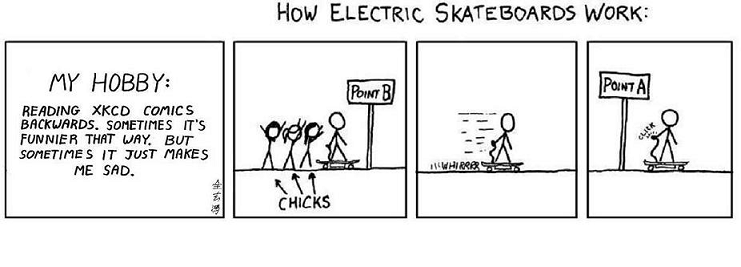 HOW ELECTRIC SKATEBOARDS WORK:
MY HOBBY:
READING XKCD COMICS
BACKWARDS. SOMETIMES IT'S
FUNNIER THAT WAY. BUT
SOMETIMES IT JUST MAKES
ME SAD.
POINT B
CHICKS
WHIRRRR
POINT A
CLICK